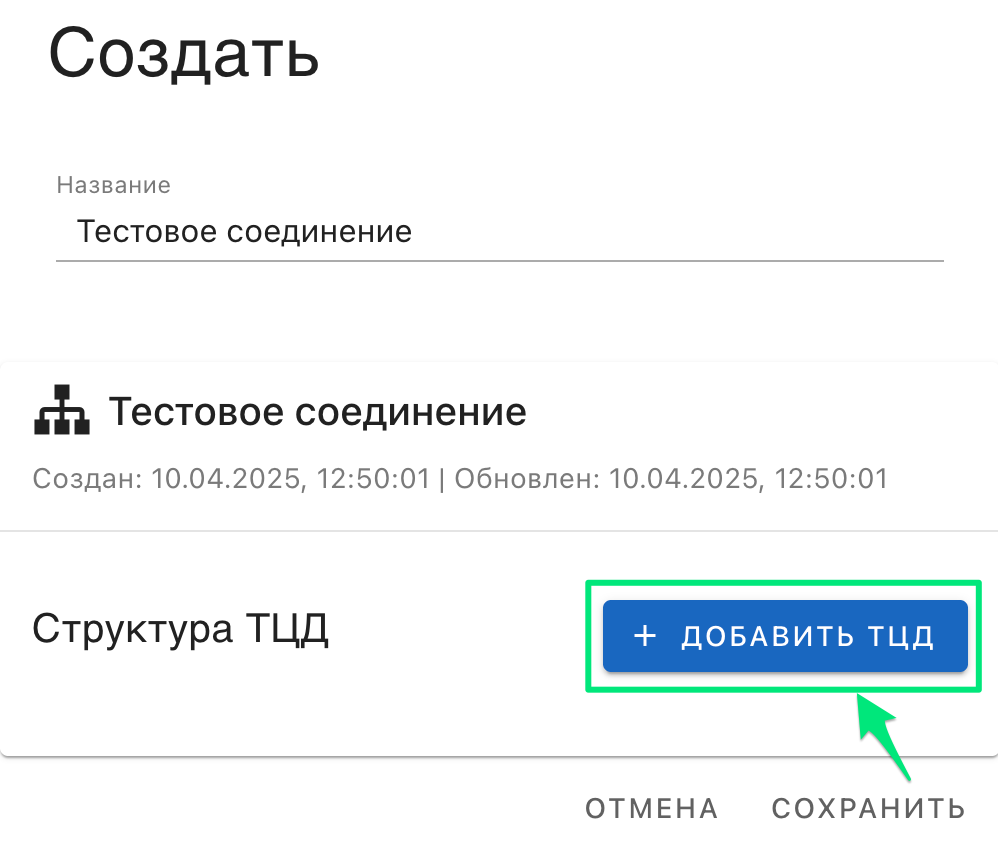 Создать
Название
Тестовое соединение
Тестовое соединение
Создан: 10.04.2025, 12:50:01 | Обновлен: 10.04.2025, 12:50:01
Структура ТЦД
+ ДОБАВИТЬ ТЦД
ОТМЕНА СОХРАНИТЬ